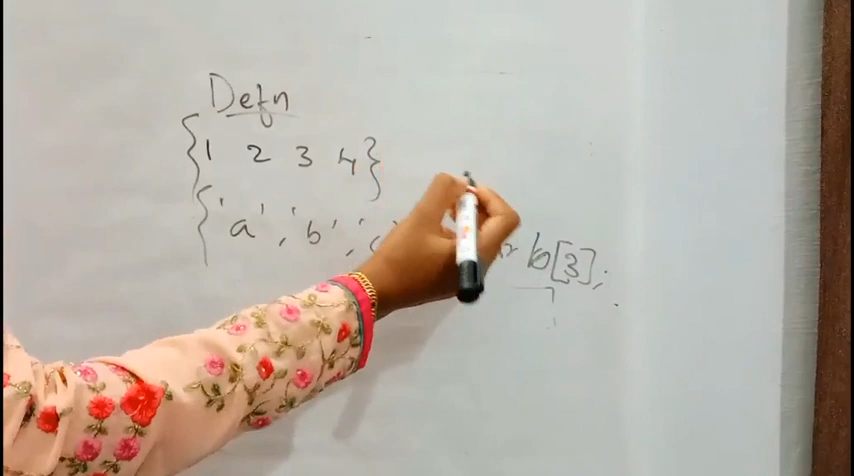 Defn
{1 2 3 4}
{'a', 'b', 'c' b[3];